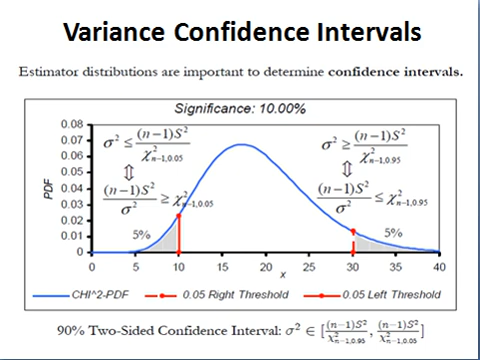 Variance Confidence Intervals
Estimator distributions are important to determine confidence intervals.
Significance: 10.00%
σ² ≤ (n−1)S² / χ²ₙ₋₁,₀.₀₅
⇕
(n−1)S² / σ² ≥ χ²ₙ₋₁,₀.₀₅
σ² ≥ (n−1)S² / χ²ₙ₋₁,₀.₉₅
⇕
(n−1)S² / σ² ≤ χ²ₙ₋₁,₀.₉₅
PDF
0.08
0.07
0.06
0.05
0.04
0.03
0.02
0.01
0
5%
5%
0 5 10 15 20 25 30 35 40
x
CHI^2-PDF 0.05 Right Threshold 0.05 Left Threshold
90% Two-Sided Confidence Interval: σ² ∈ [(n−1)S² / χ²ₙ₋₁,₀.₉₅, (n−1)S² / χ²ₙ₋₁,₀.₀₅]